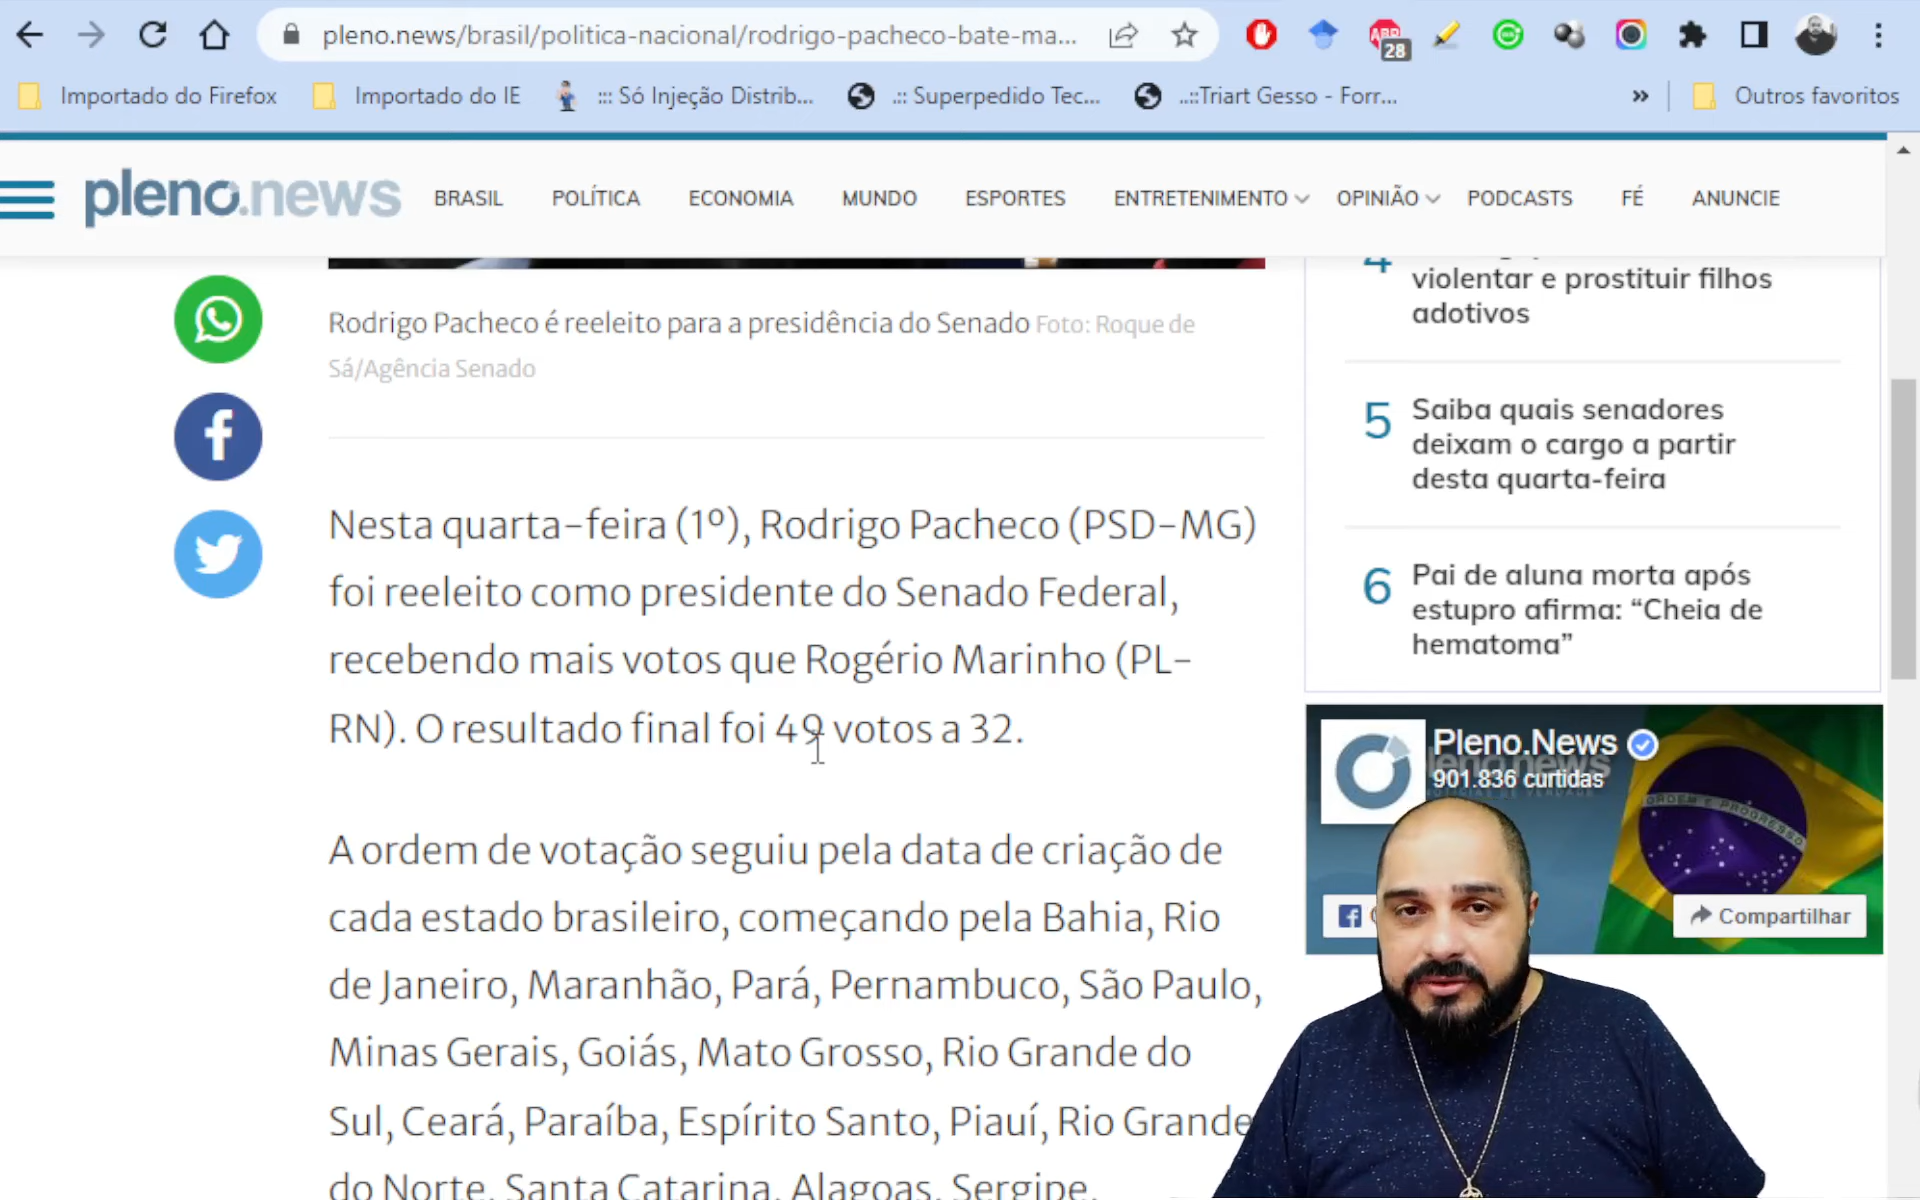 pleno.news/brasil/politica-nacional/rodrigo-pacheco-bate-ma...
ABP
28
Importado do Firefox
Importado do IE
::: Só Injeção Distrib...
.:: Superpedido Tec...
..::Triart Gesso - Forr...
»
Outros favoritos
pleno.news
BRASIL
POLÍTICA
ECONOMIA
MUNDO
ESPORTES
ENTRETENIMENTO
OPINIÃO
PODCASTS
FÉ
ANUNCIE
Rodrigo Pacheco é reeleito para a presidência do Senado Foto: Roque de
Sá/Agência Senado
Nesta quarta-feira (1º), Rodrigo Pacheco (PSD-MG)
foi reeleito como presidente do Senado Federal,
recebendo mais votos que Rogério Marinho (PL-
RN). O resultado final foi 49 votos a 32.
A ordem de votação seguiu pela data de criação de
cada estado brasileiro, começando pela Bahia, Rio
de Janeiro, Maranhão, Pará, Pernambuco, São Paulo,
Minas Gerais, Goiás, Mato Grosso, Rio Grande do
Sul, Ceará, Paraíba, Espírito Santo, Piauí, Rio Grande
do Norte, Santa Catarina, Alagoas, Sergipe,
4
violentar e prostituir filhos
adotivos
5
Saiba quais senadores
deixam o cargo a partir
desta quarta-feira
6
Pai de aluna morta após
estupro afirma: “Cheia de
hematoma”
Pleno.News
901.836 curtidas
ORDEM E PROGRESSO
Compartilhar